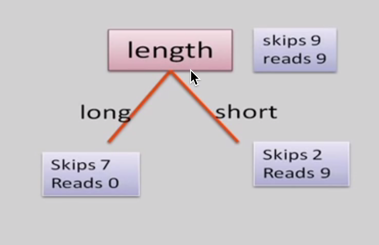 length
skips 9
reads 9
long
short
Skips 7
Reads 0
Skips 2
Reads 9